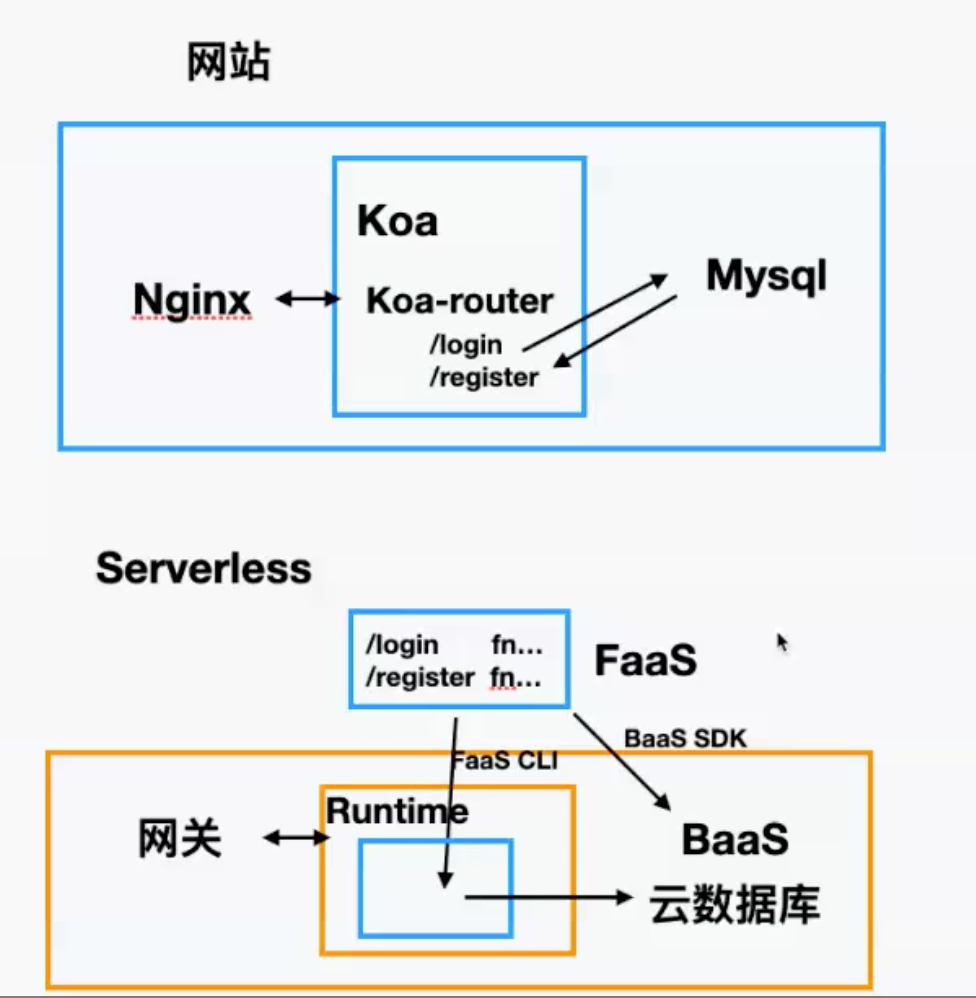 网站
Koa
Nginx
Koa-router
Mysql
/login
/register
Serverless
/login fn...
/register fn...
FaaS
BaaS SDK
FaaS CLI
Runtime
网关
BaaS
云数据库